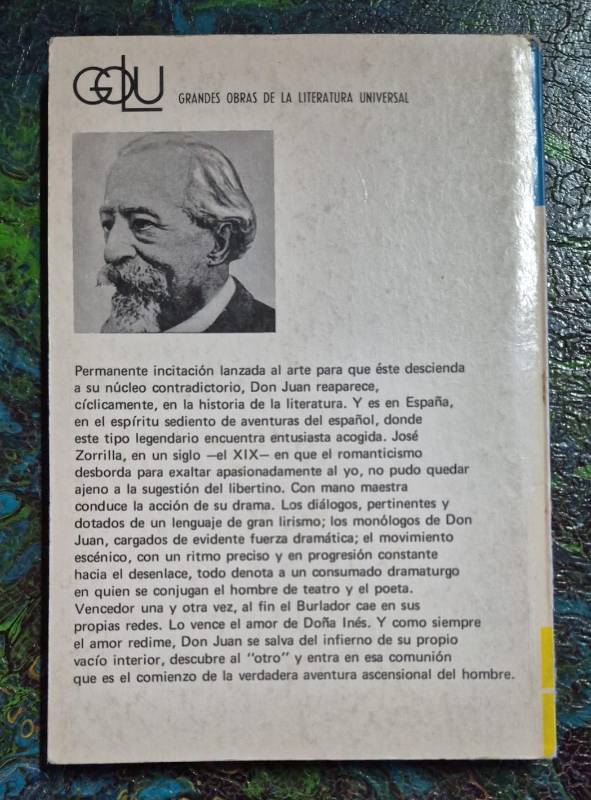 GOLU
GRANDES OBRAS DE LA LITERATURA UNIVERSAL
Permanente incitación lanzada al arte para que éste descienda
a su núcleo contradictorio, Don Juan reaparece,
cíclicamente, en la historia de la literatura. Y es en España,
en el espíritu sediento de aventuras del español, donde
este tipo legendario encuentra entusiasta acogida. José
Zorrilla, en un siglo —el XIX— en que el romanticismo
desborda para exaltar apasionadamente al yo, no pudo quedar
ajeno a la sugestión del libertino. Con mano maestra
conduce la acción de su drama. Los diálogos, pertinentes y
dotados de un lenguaje de gran lirismo; los monólogos de Don
Juan, cargados de evidente fuerza dramática; el movimiento
escénico, con un ritmo preciso y en progresión constante
hacia el desenlace, todo denota a un consumado dramaturgo
en quien se conjugan el hombre de teatro y el poeta.
Vencedor una y otra vez, al fin el Burlador cae en sus
propias redes. Lo vence el amor de Doña Inés. Y como siempre
el amor redime, Don Juan se salva del infierno de su propio
vacío interior, descubre al "otro" y entra en esa comunión
que es el comienzo de la verdadera aventura ascensional del hombre.